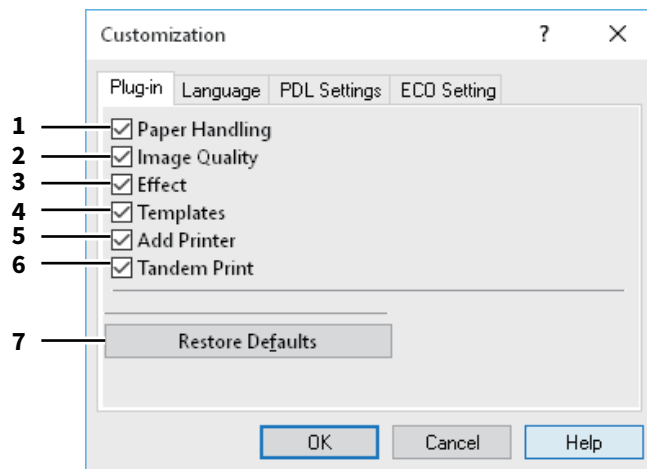 Customization ? X
Plug-in Language PDL Settings ECO Setting
1 Paper Handling
2 Image Quality
3 Effect
4 Templates
5 Add Printer
6 Tandem Print
7 Restore Defaults
OK Cancel Help